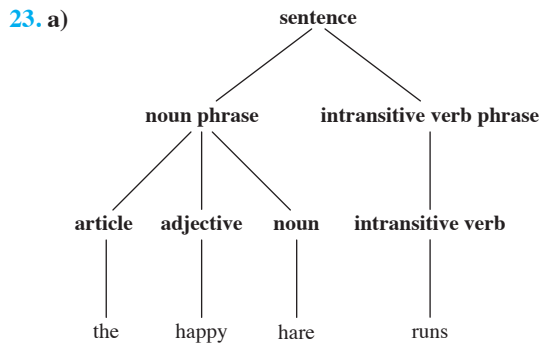 23. a) sentence
noun phrase intransitive verb phrase
article adjective noun intransitive verb
the happy hare runs